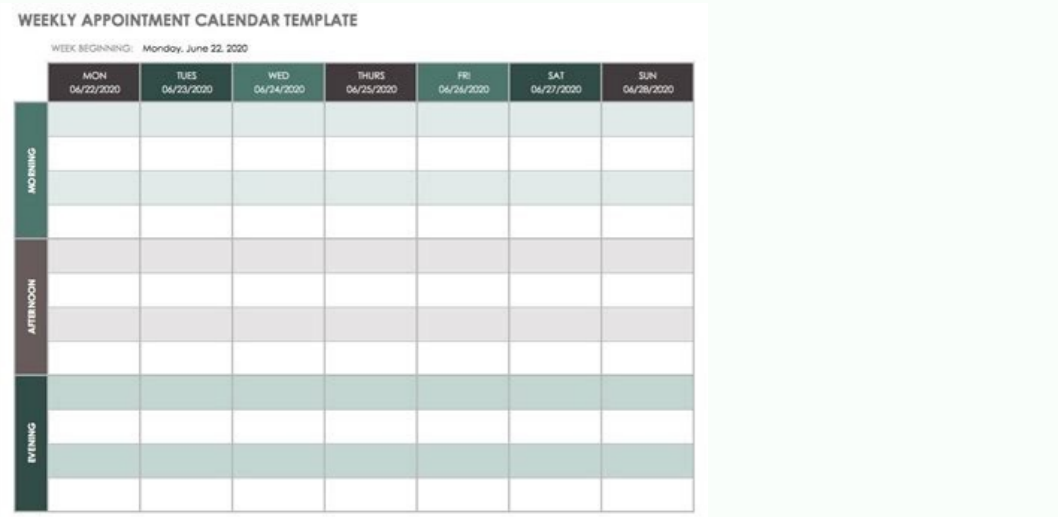 WEEKLY APPOINTMENT CALENDAR TEMPLATE
WEEK BEGINNING: Monday, June 22, 2020
MON TUES WED THURS FRI SAT SUN
06/22/2020 06/23/2020 06/24/2020 06/25/2020 06/26/2020 06/27/2020 06/28/2020
MORNING
AFTERNOON
EVENING